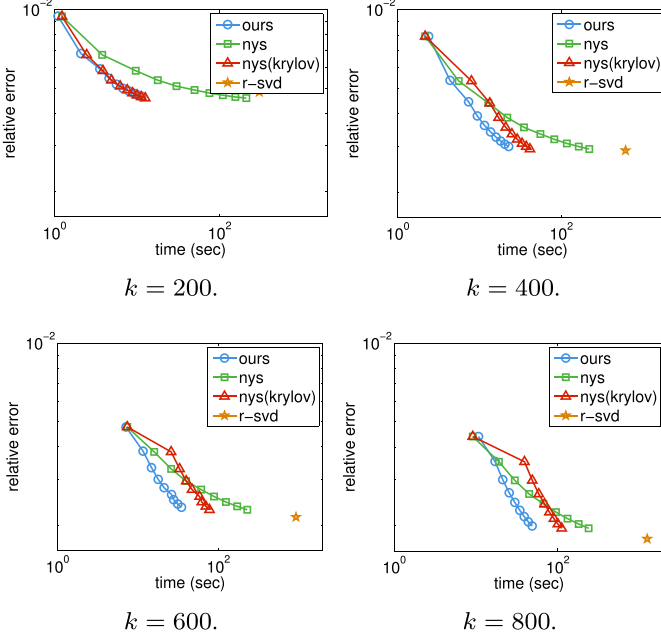 10^-2
ours
nys
nys(krylov)
r-svd
relative error
10^0
10^2
time (sec)
k = 200.
10^-2
ours
nys
nys(krylov)
r-svd
relative error
10^0
10^2
time (sec)
k = 400.
10^-2
ours
nys
nys(krylov)
r-svd
relative error
10^0
10^2
time (sec)
k = 600.
10^-2
ours
nys
nys(krylov)
r-svd
relative error
10^0
10^2
time (sec)
k = 800.